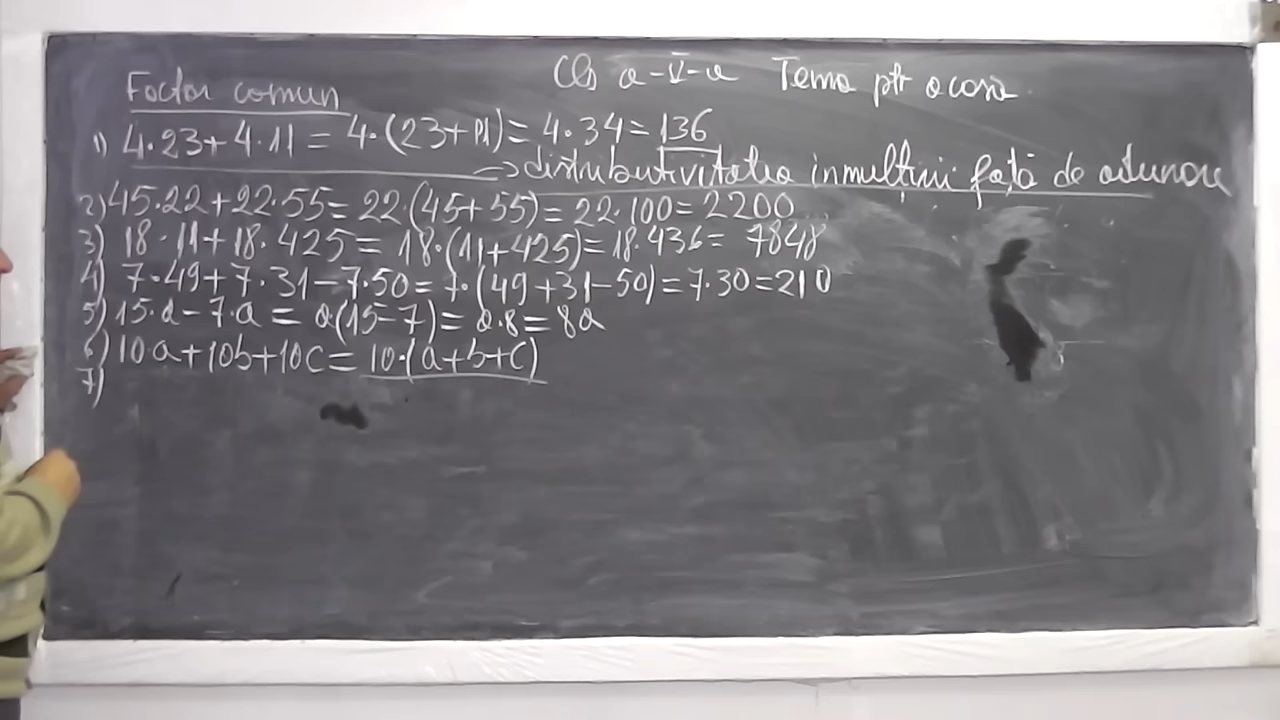 Cls a-V-a Tema ptr acasa
Factor comun
1) 4·23+4·11 = 4·(23+11)= 4·34= 136
→ distributivitatea inmultirii față de adunare
2) 45·22+22·55= 22·(45+55)= 22·100= 2200
3) 18·11+18·425= 18·(11+425)= 18·436= 7848
4) 7·49+7·31-7·50= 7·(49+31-50)= 7·30=210
5) 15·a-7·a= a(15-7)= a·8= 8a
6) 10·a+10b+10c= 10·(a+b+c)
7)